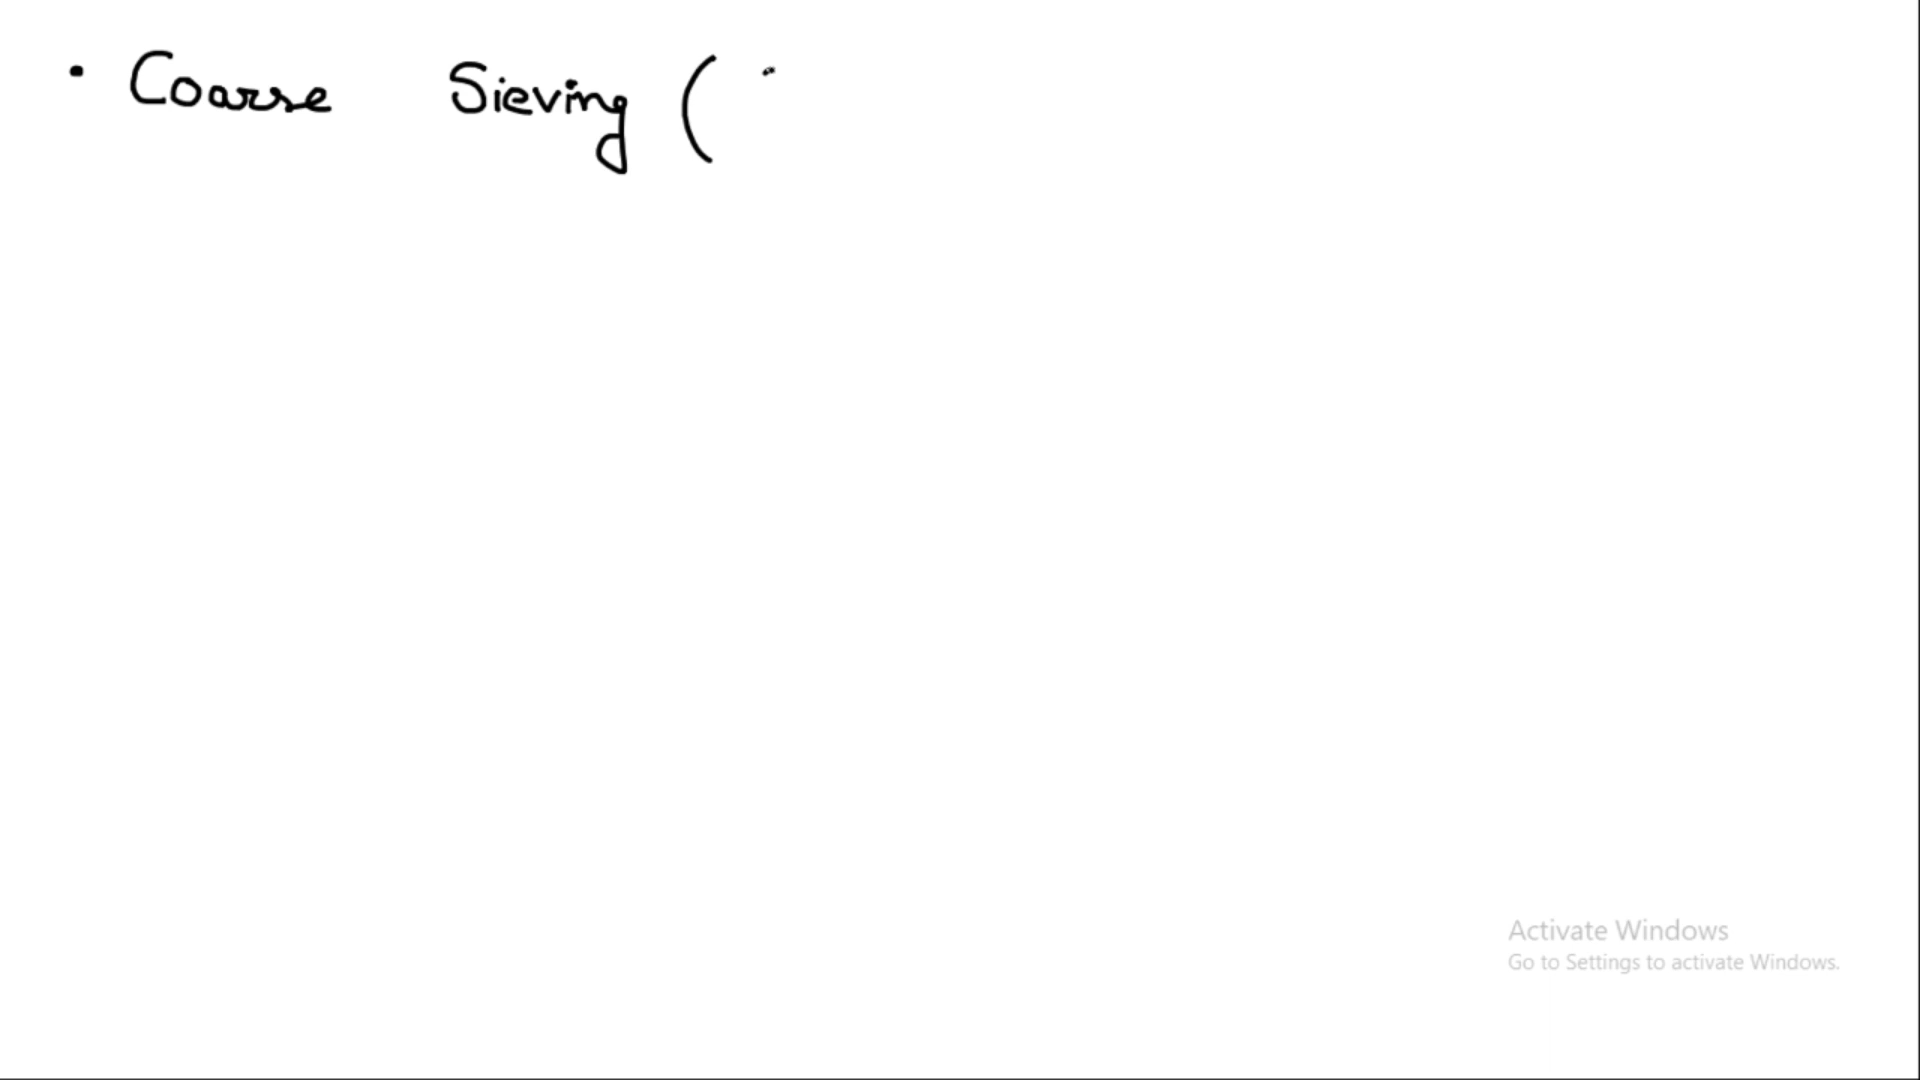 • Coarse Sieving (
Activate Windows
Go to Settings to activate Windows.